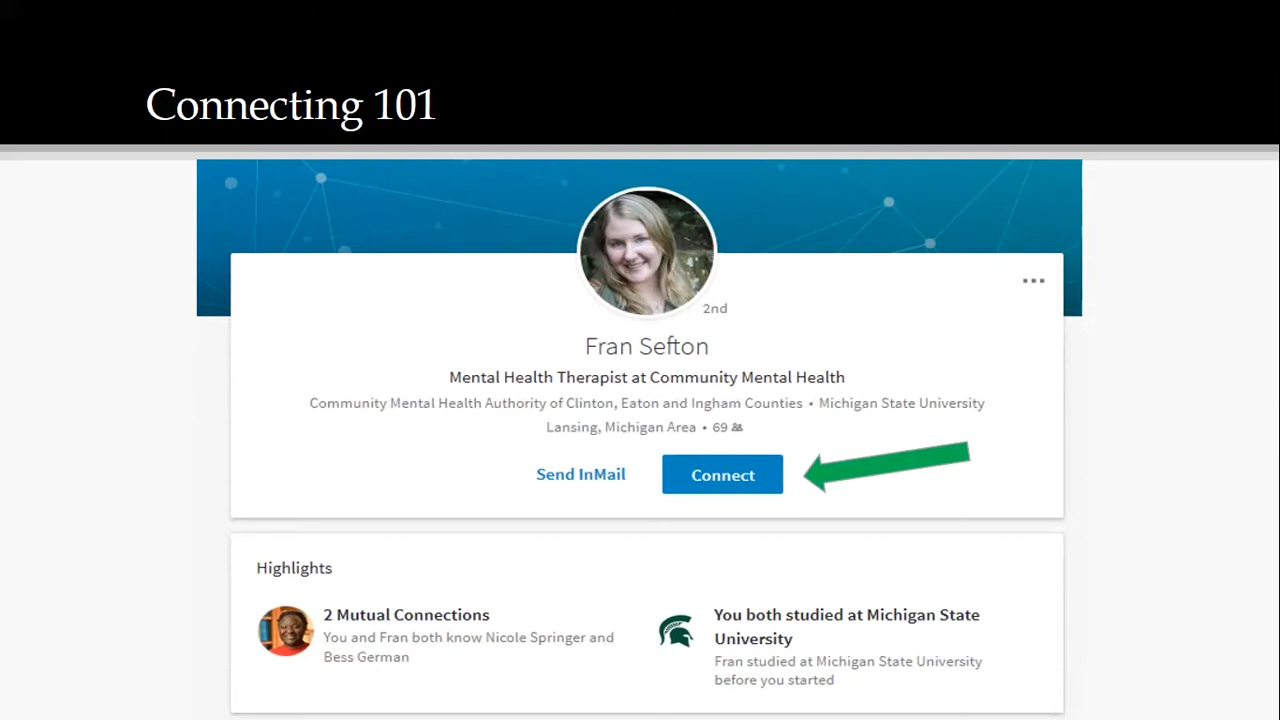 Connecting 101
2nd
Fran Sefton
Mental Health Therapist at Community Mental Health
Community Mental Health Authority of Clinton, Eaton and Ingham Counties • Michigan State University
Lansing, Michigan Area • 69
Send InMail
Connect
Highlights
2 Mutual Connections
You and Fran both know Nicole Springer and
Bess German
You both studied at Michigan State
University
Fran studied at Michigan State University
before you started